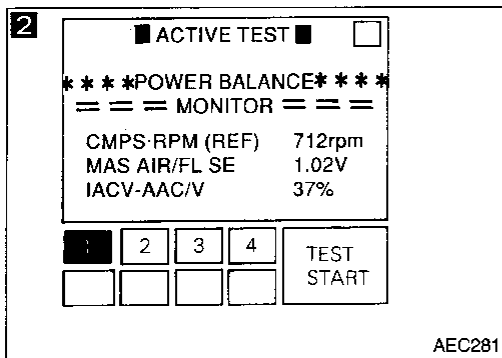 2
■ ACTIVE TEST ■
* * * *POWER BALANCE* * * *
= = = MONITOR = = =
CMPS·RPM (REF) 712rpm
MAS AIR/FL SE 1.02V
IACV-AAC/V 37%
1 2 3 4 TEST
START
AEC281